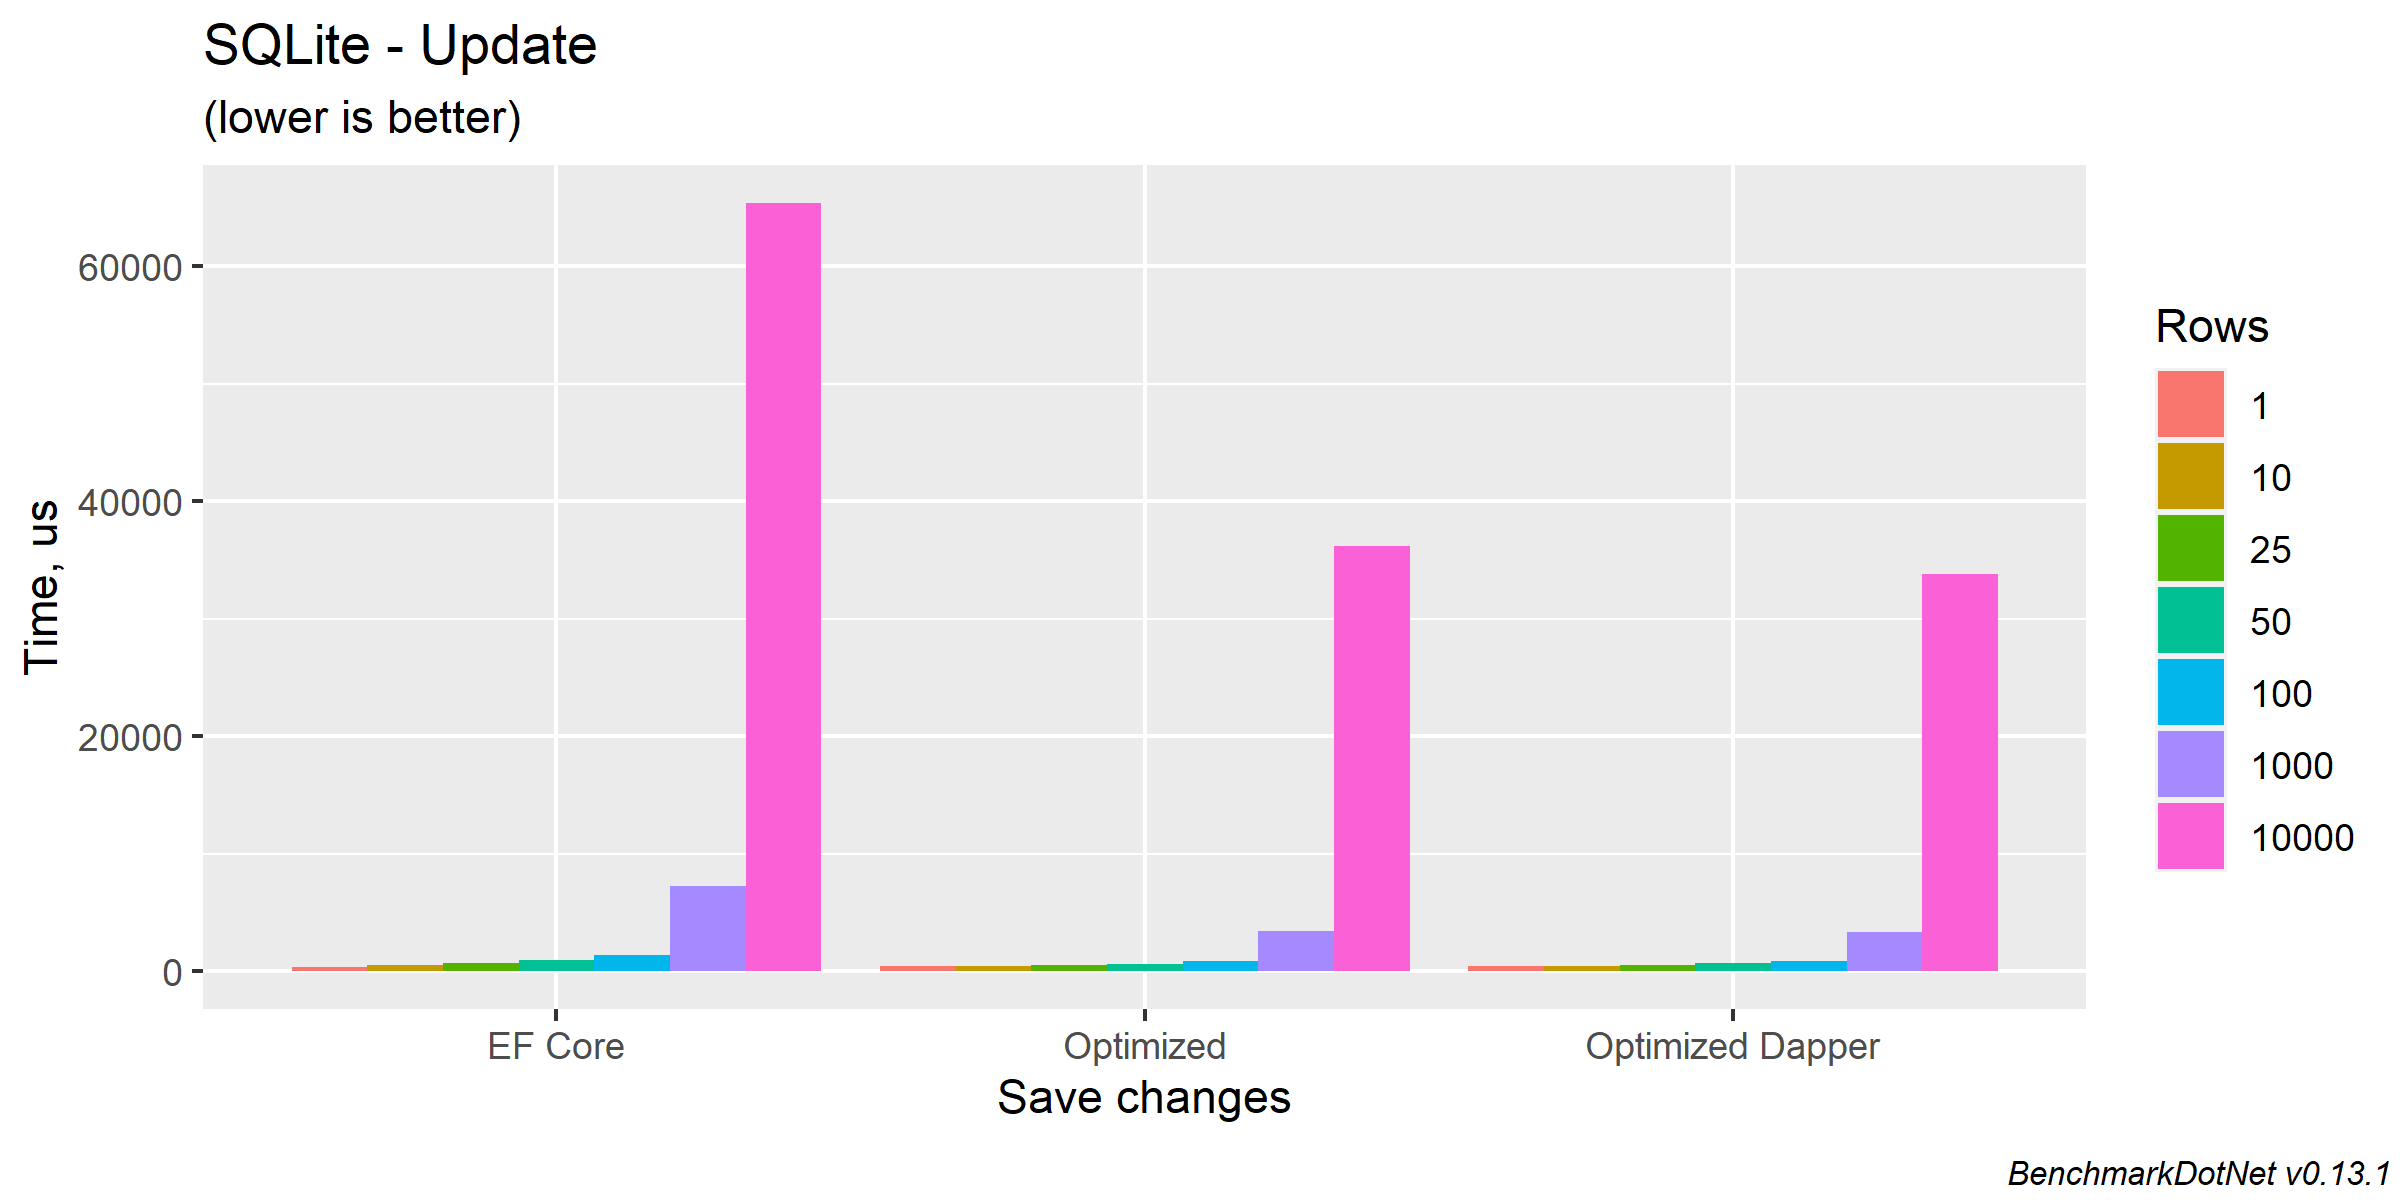 SQLite - Update
(lower is better)
Time, us
60000
40000
20000
0
EF Core
Optimized
Optimized Dapper
Save changes
Rows
1
10
25
50
100
1000
10000
BenchmarkDotNet v0.13.1